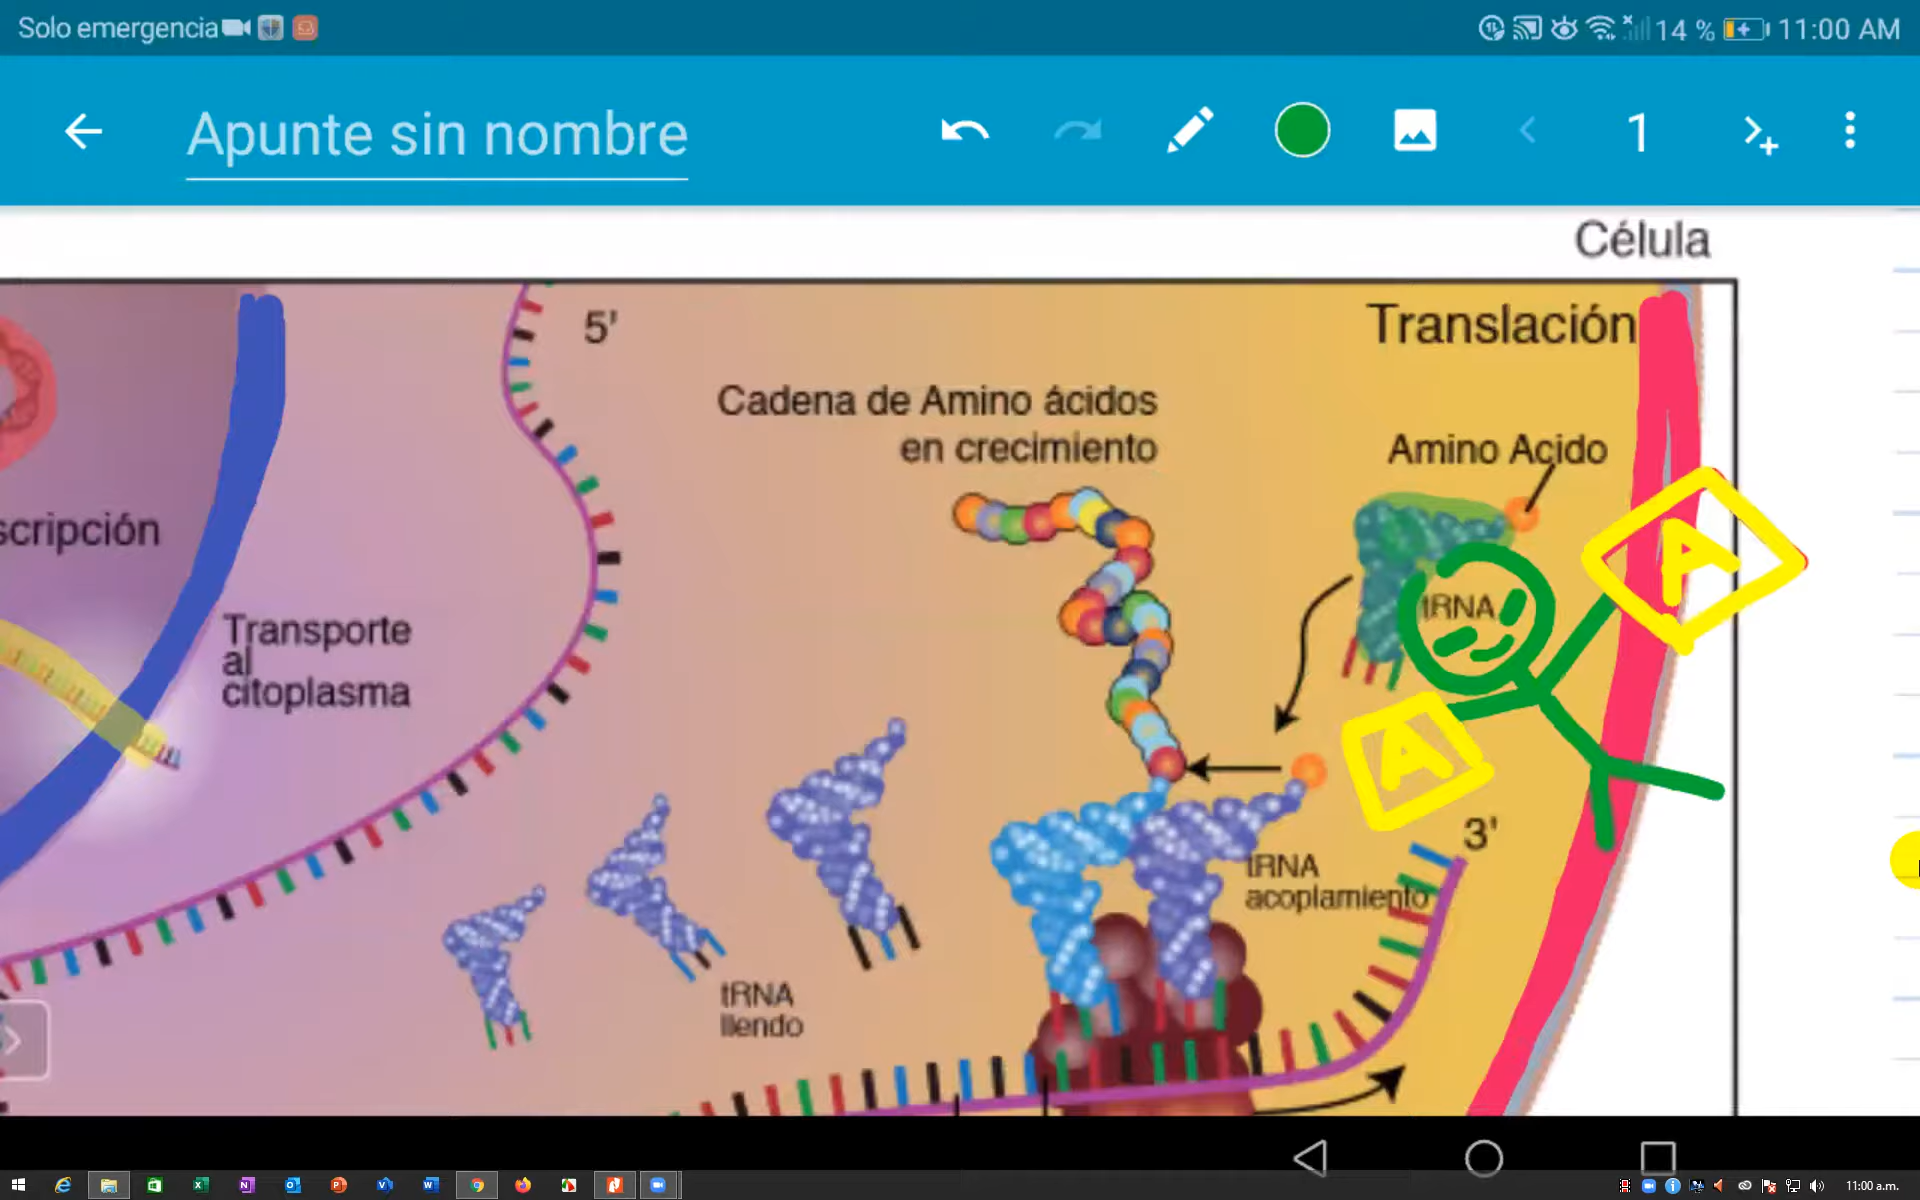 Solo emergencia
14 % 11:00 AM
Apunte sin nombre
1
Célula
5'
Translación
Cadena de Amino ácidos
en crecimiento
Amino Acido
scripción
A
tRNA
Transporte
al
citoplasma
A
3'
tRNA
acoplamiento
tRNA
llendo
11:00 a.m.